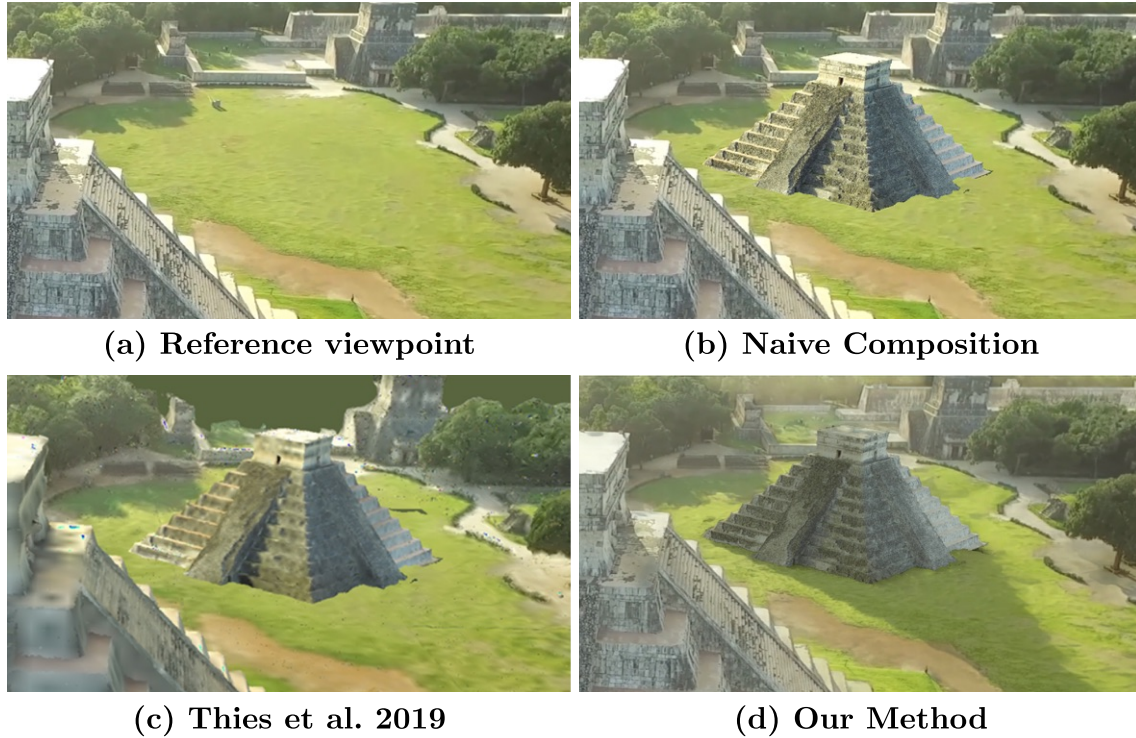 (a) Reference viewpoint
(b) Naive Composition
(c) Thies et al. 2019
(d) Our Method